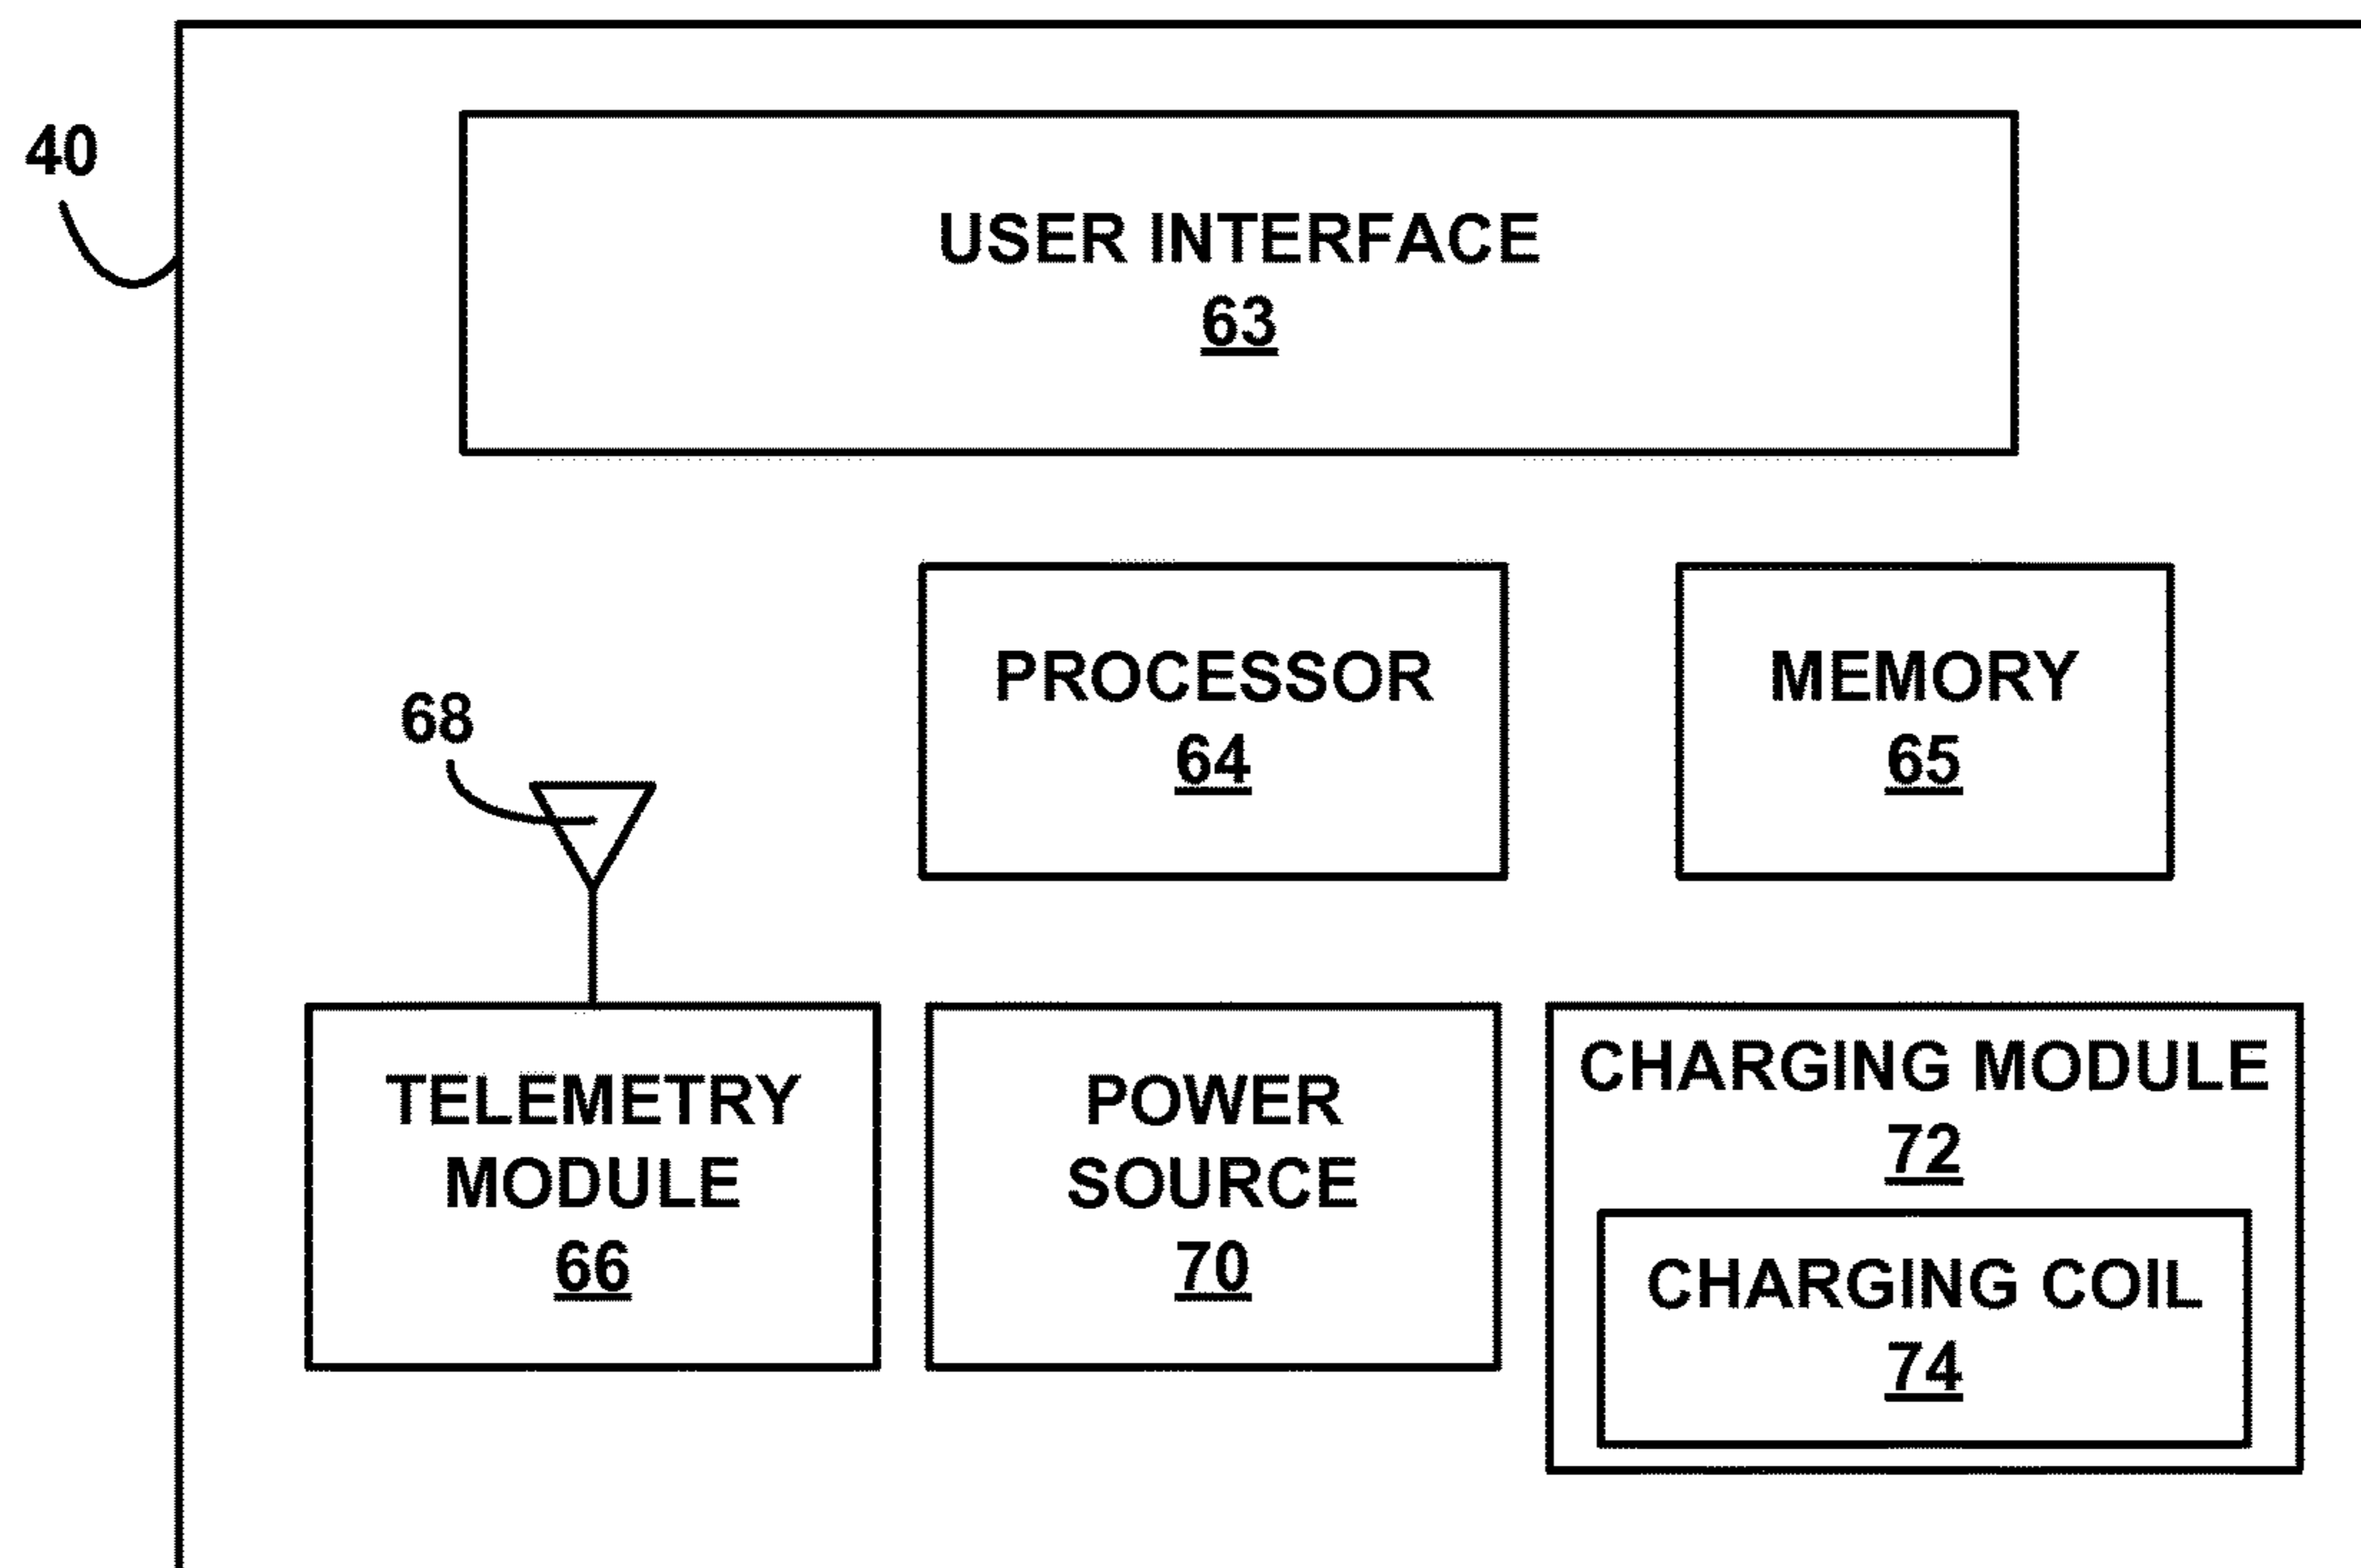 40
USER INTERFACE
63
PROCESSOR
64
MEMORY
65
68
TELEMETRY
MODULE
66
POWER
SOURCE
70
CHARGING MODULE
72
CHARGING COIL
74